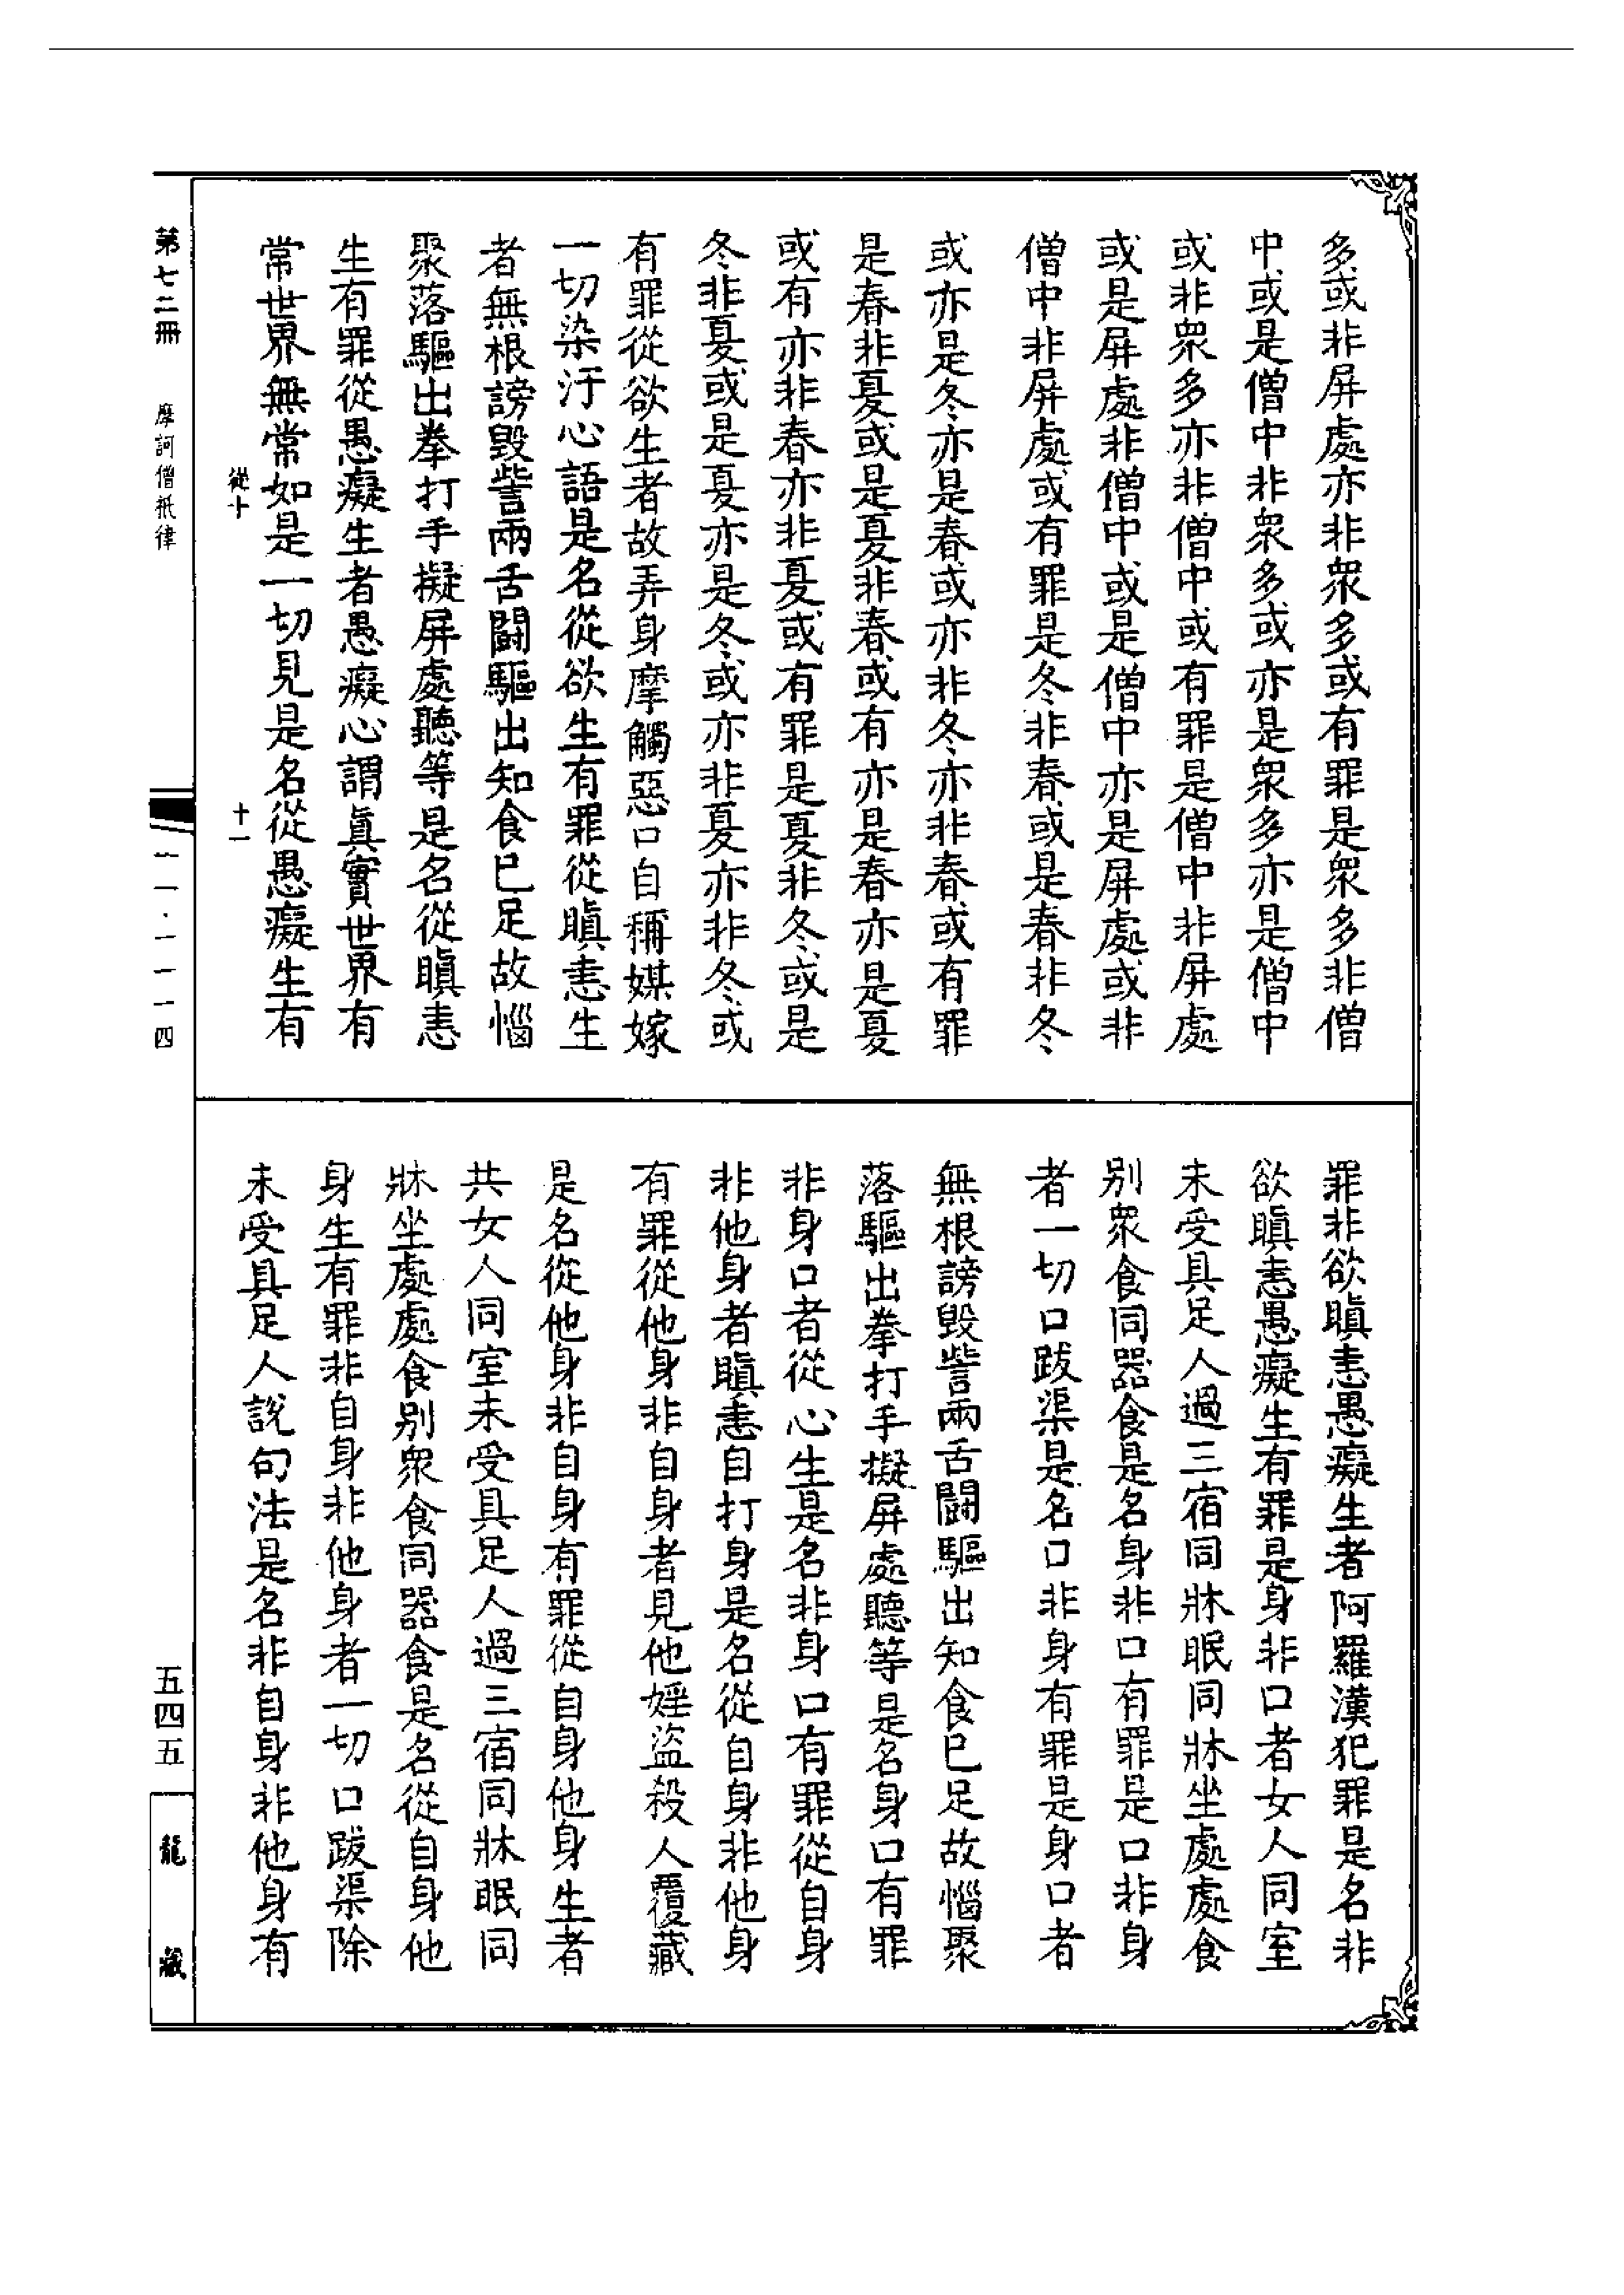 多或非屏處亦非眾多或有罪是眾多非僧
中或是僧中非眾多或亦是眾多亦是僧中
或非眾多亦非僧中或有罪是僧中非屏處
或是屏處非僧中或是僧中亦是屏處或非
僧中非屏處或有罪是冬非春或是春非冬
或亦是冬亦是春或亦非冬亦非春或有罪
是春非夏或是夏非春或有亦是春亦是夏
或有亦非春亦非夏或有罪是夏非冬或是
冬非夏或是夏亦是冬或亦非夏亦非冬或
有罪從欲生者故弄身摩觸惡口自稱媒嫁
一切染汙心語是名從欲生有罪從瞋恚生
者無根謗毀訾兩舌鬪驅出知食已足故惱
聚落驅出拳打手擬屏處聽等是名從瞋恚
生有罪從愚癡生者愚癡心謂眞實世界有
常世界無常如是一切見是名從愚癡生有
從十
十一
罪非欲瞋恚愚癡生者阿羅漢犯罪是名非
欲瞋恚愚癡生有罪是身非口者女人同室
未受具足人過三宿同牀眠同牀坐處處食
别眾食同器食是名身非口有罪是口非身
者一切口跋渠是名口非身有罪是身口者
無根謗毀訾兩舌鬪驅出知食已足故惱聚
落驅出拳打手擬屏處聽等是名身口有罪
非身口者從心生是名非身口有罪從自身
非他身者瞋恚自打身是名從自身非他身
有罪從他身非自身者見他婬盜殺人覆藏
是名從他身非自身有罪從自身他身生者
共女人同室未受具足人過三宿同牀眠同
牀坐處處食别眾食同器食是名從自身他
身生有罪非自身非他身者一切口跋渠除
未受具足人說句法是名非自身非他身有
第七二冊
摩訶僧祇律
一一·一一一四
五四五
龍藏